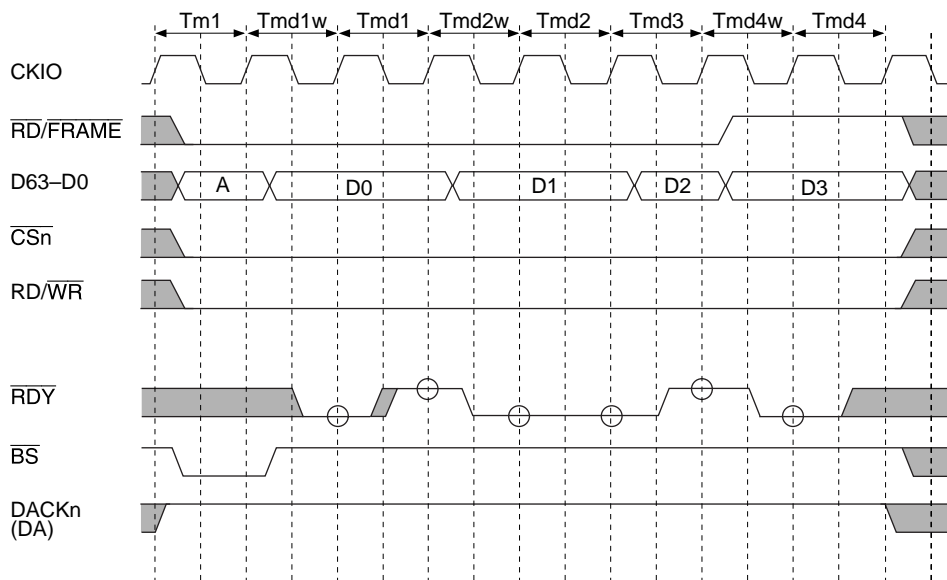 Tm1 Tmd1w Tmd1 Tmd2w Tmd2 Tmd3 Tmd4w Tmd4
CKIO
RD/FRAME
D63–D0 A D0 D1 D2 D3
CSn
RD/WR
RDY
BS
DACKn
(DA)